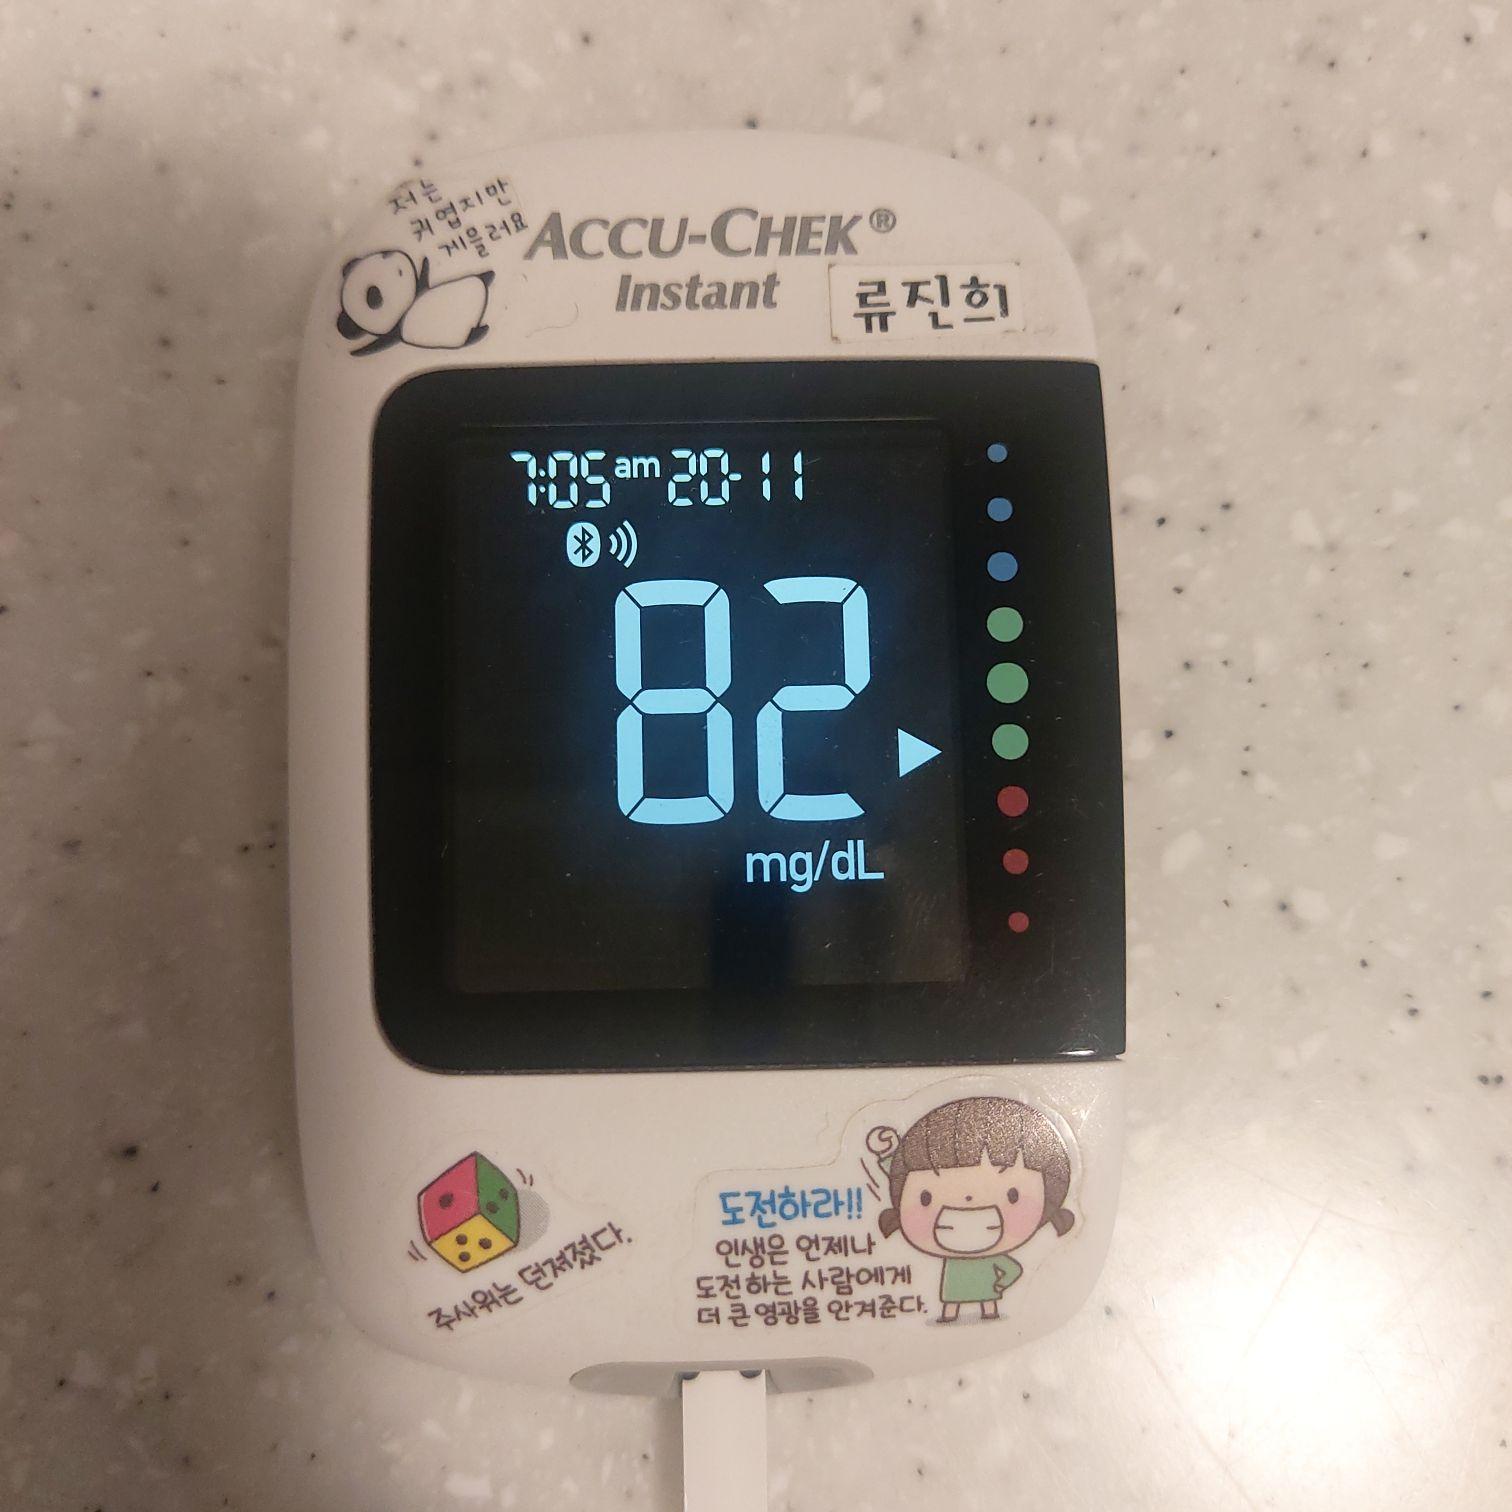 저는
귀엽지만
게을러요
ACCU-CHEK®
Instant
류진희
7:05 am 20-11
82
mg/dL
주사위는 던져졌다.
도전하라!!
인생은 언제나
도전하는 사람에게
더 큰 영광을 안겨준다.